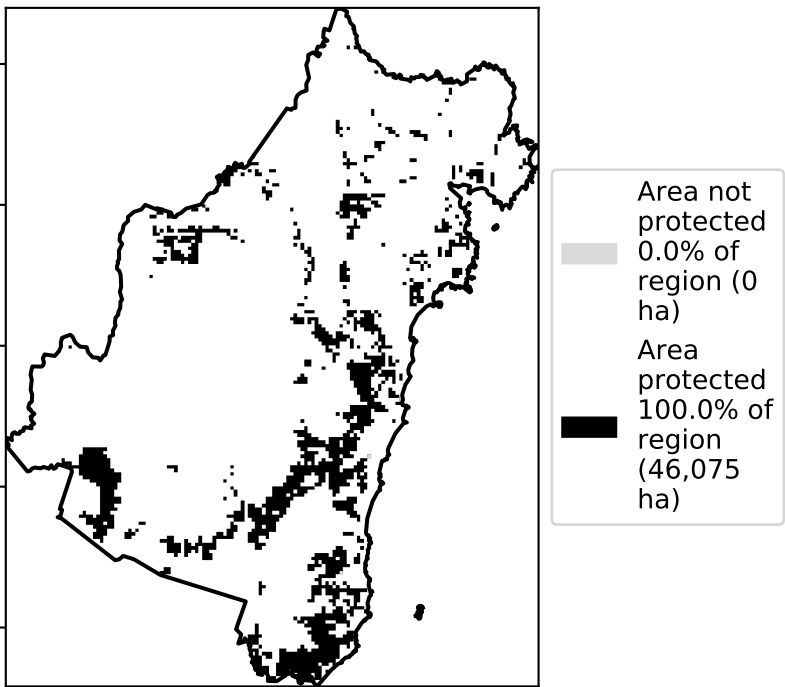 Area not
protected
0.0% of
region (0
ha)
Area
protected
100.0% of
region
(46,075
ha)